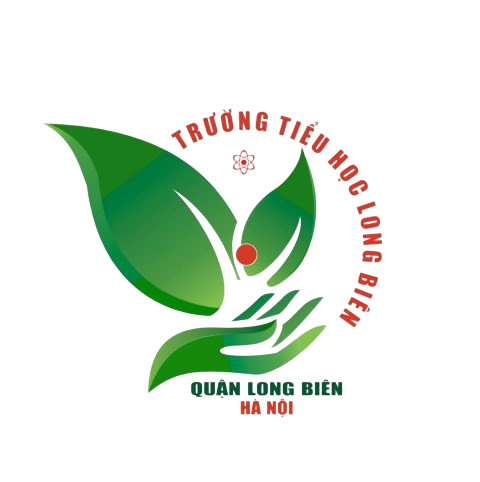 TRƯỜNG TIỂU HỌC LONG BIÊN
QUẬN LONG BIÊN
HÀ NỘI